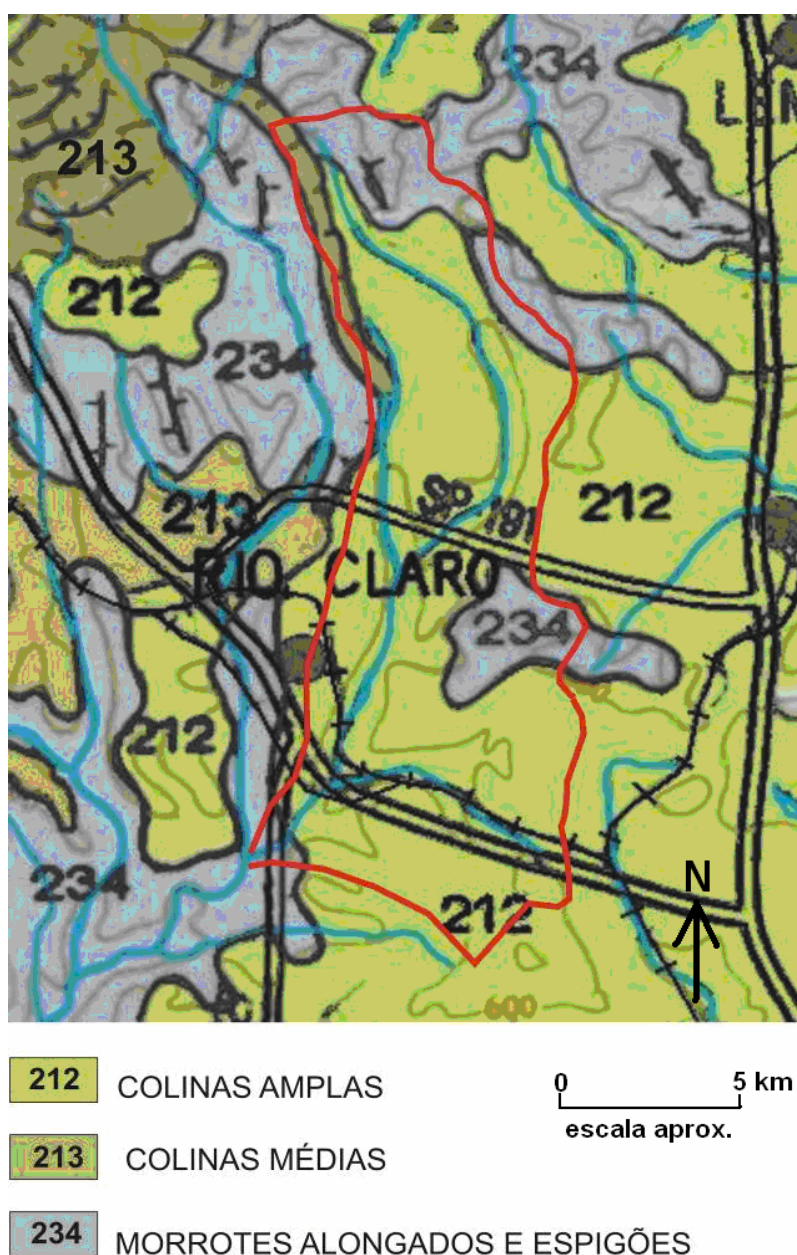 212
234
LEM
213
212
234
SP 191
212
213
RIO CLARO
234
212
N
234
212
600
212 COLINAS AMPLAS
0 5 km
escala aprox.
213 COLINAS MÉDIAS
234 MORROTES ALONGADOS E ESPIGÕES